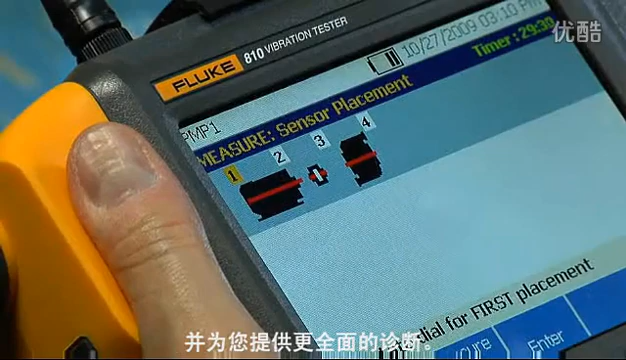 优酷
FLUKE 810 VIBRATION TESTER
10/27/2009 03:10 PM
PMP1
Timer: 29:30
MEASURE: Sensor Placement
1 2 3 4
dial for FIRST placement
Enter
并为您提供更全面的诊断。